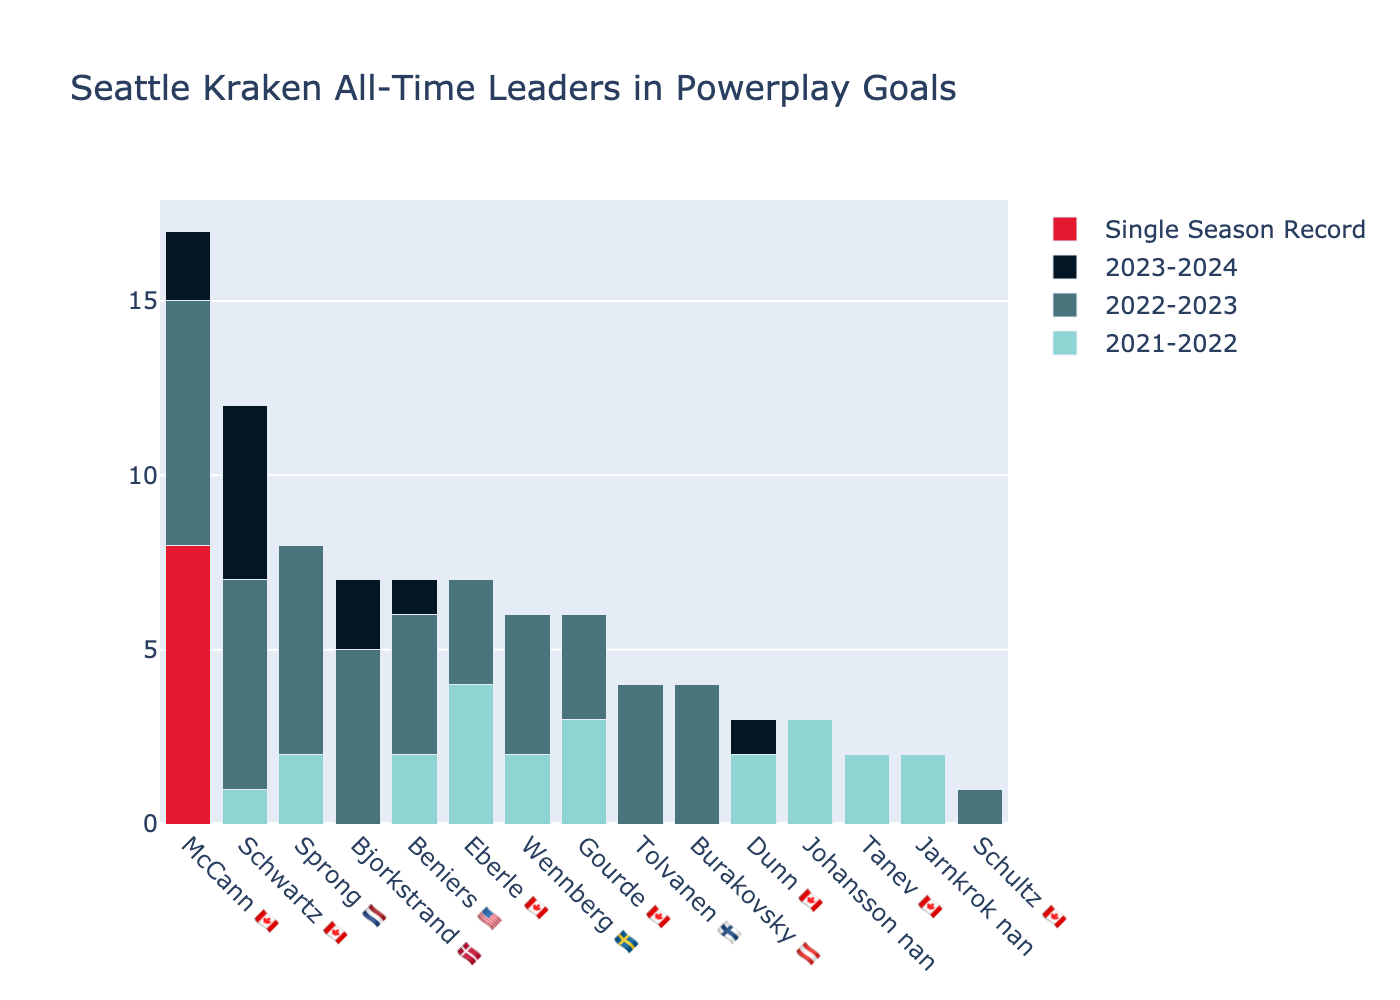 Seattle Kraken All-Time Leaders in Powerplay Goals
Single Season Record
2023-2024
2022-2023
2021-2022
15
10
5
0
McCann 🇨🇦
Schwartz 🇨🇦
Sprong 🇳🇱
Bjorkstrand 🇩🇰
Beniers 🇺🇸
Eberle 🇨🇦
Wennberg 🇸🇪
Gourde 🇨🇦
Tolvanen 🇫🇮
Burakovsky 🇦🇹
Dunn 🇨🇦
Johansson nan
Tanev 🇨🇦
Jarnkrok nan
Schultz 🇨🇦